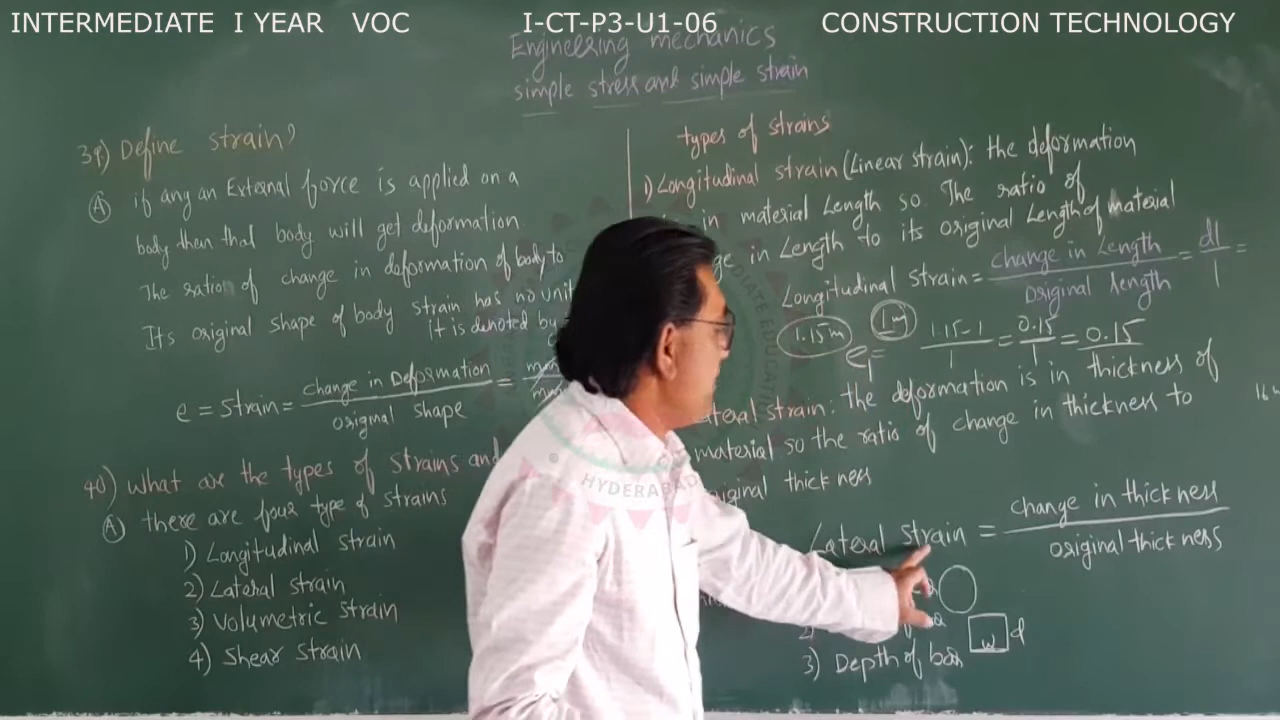 INTERMEDIATE I YEAR VOC I-CT-P3-U1-06 CONSTRUCTION TECHNOLOGY
Engineering mechanics
simple stress and simple strain
39) Define strain?
(A) if any an External force is applied on a
body then that body will get deformation
The ration of change in deformation of body to
Its original shape of body strain has no unit
it is denoted by
e = Strain = change in Deformation / original shape =
40) What are the types of strains and
(A) there are four type of strains
1) Longitudinal strain
2) Lateral strain
3) Volumetric strain
4) Shear strain
types of strains
1) Longitudinal strain (Linear strain): the deformation
in material Length so The ratio of
in Length to its original Length of material
Longitudinal strain = change in Length / original length = dl / l =
1.15m 1m e = 1.15-1 / 1 = 0.15 / 1 = 0.15
strain: the deformation is in thickness of
material so the ratio of change in thickness to
thickness
Lateral strain = change in thickness / original thickness
2)
3) Depth of bar
w d
HYDERABAD